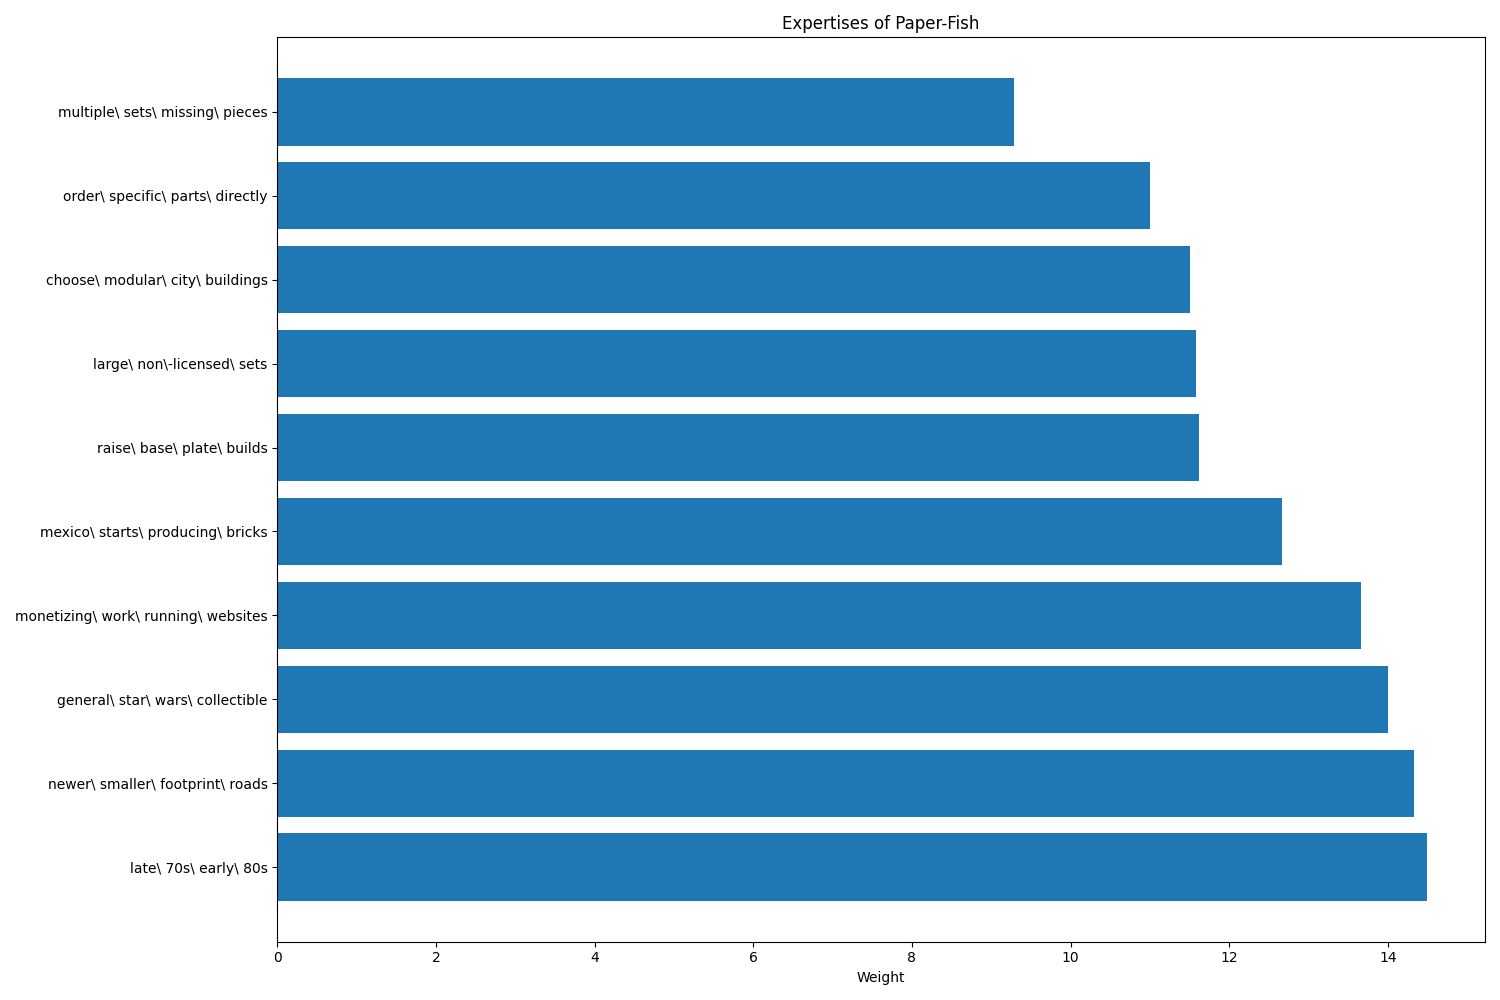 Expertises of Paper-Fish
multiple\ sets\ missing\ pieces
order\ specific\ parts\ directly
choose\ modular\ city\ buildings
large\ non\-licensed\ sets
raise\ base\ plate\ builds
mexico\ starts\ producing\ bricks
monetizing\ work\ running\ websites
general\ star\ wars\ collectible
newer\ smaller\ footprint\ roads
late\ 70s\ early\ 80s
0 2 4 6 8 10 12 14
Weight